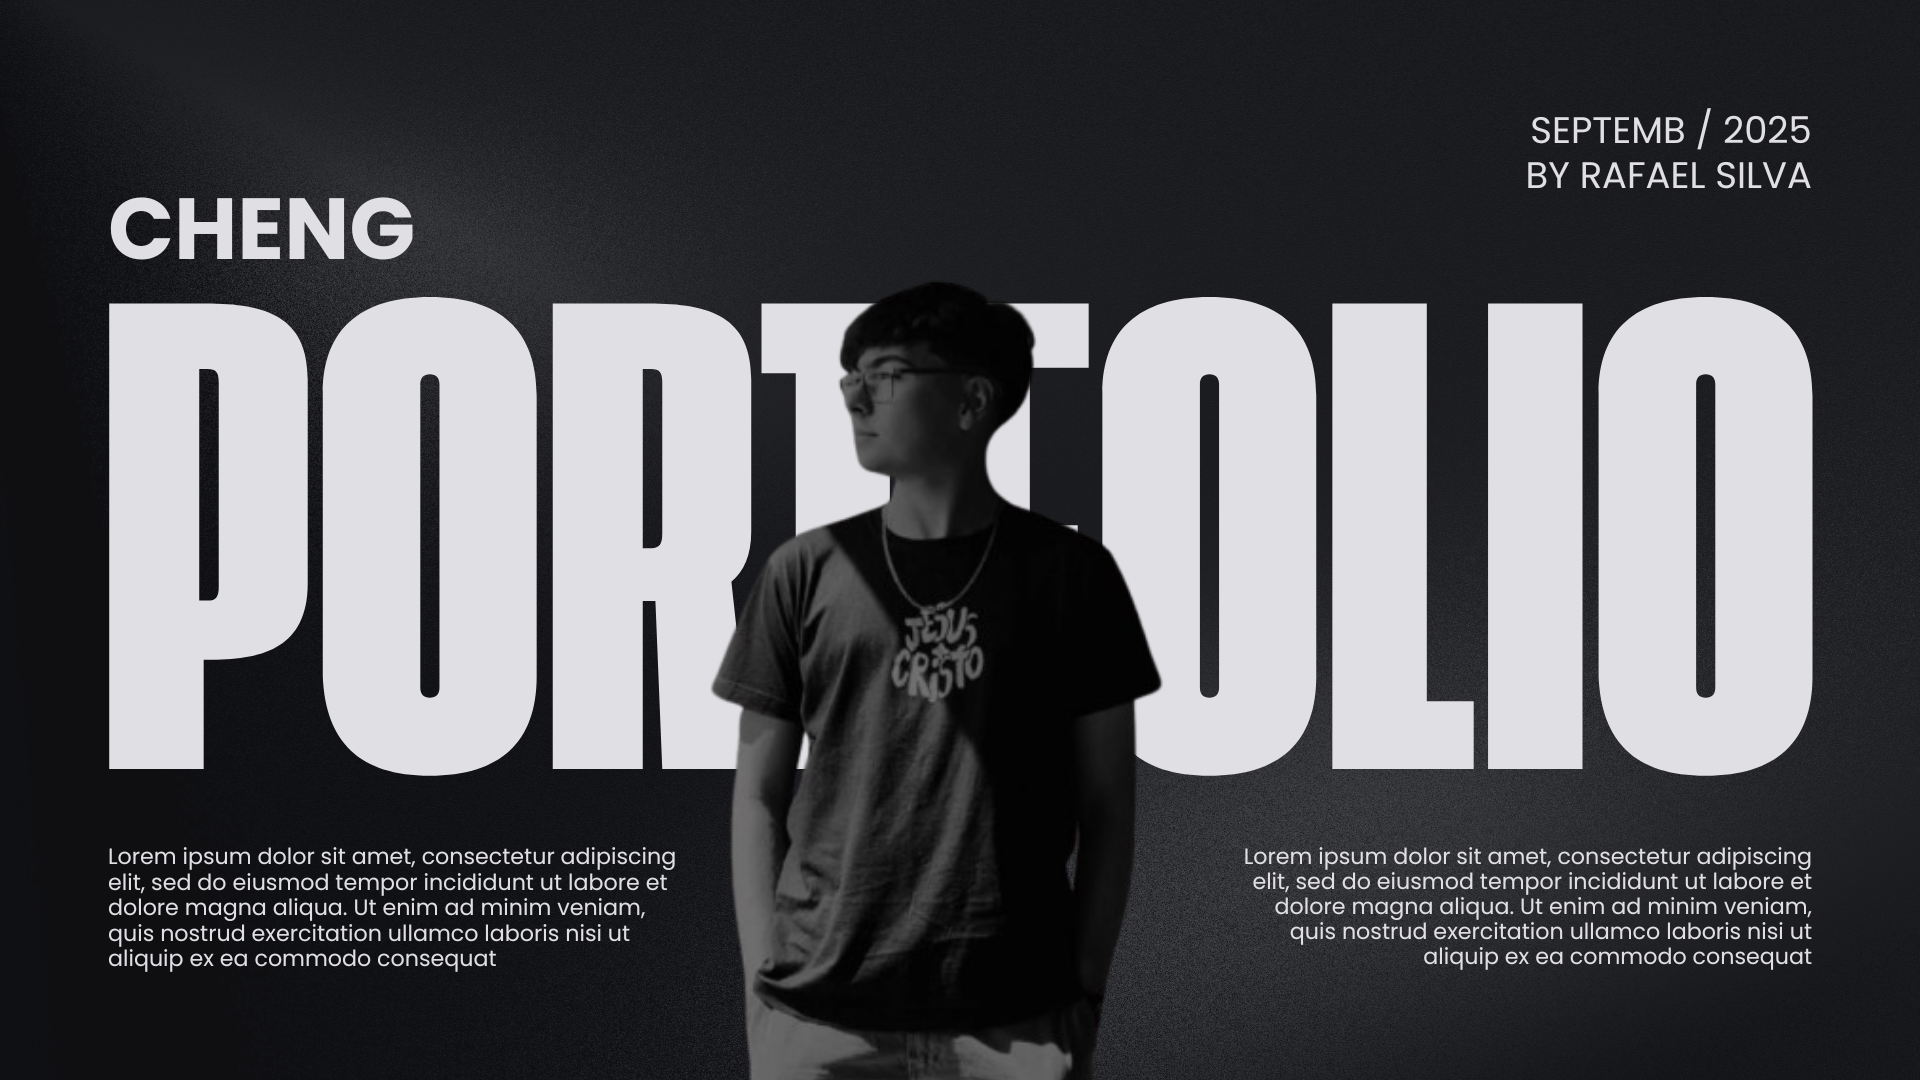 SEPTEMB / 2025
BY RAFAEL SILVA
CHENG
PORTFOLIO
JESUS
CRISTO
Lorem ipsum dolor sit amet, consectetur adipiscing
elit, sed do eiusmod tempor incididunt ut labore et
dolore magna aliqua. Ut enim ad minim veniam,
quis nostrud exercitation ullamco laboris nisi ut
aliquip ex ea commodo consequat
Lorem ipsum dolor sit amet, consectetur adipiscing
elit, sed do eiusmod tempor incididunt ut labore et
dolore magna aliqua. Ut enim ad minim veniam,
quis nostrud exercitation ullamco laboris nisi ut
aliquip ex ea commodo consequat